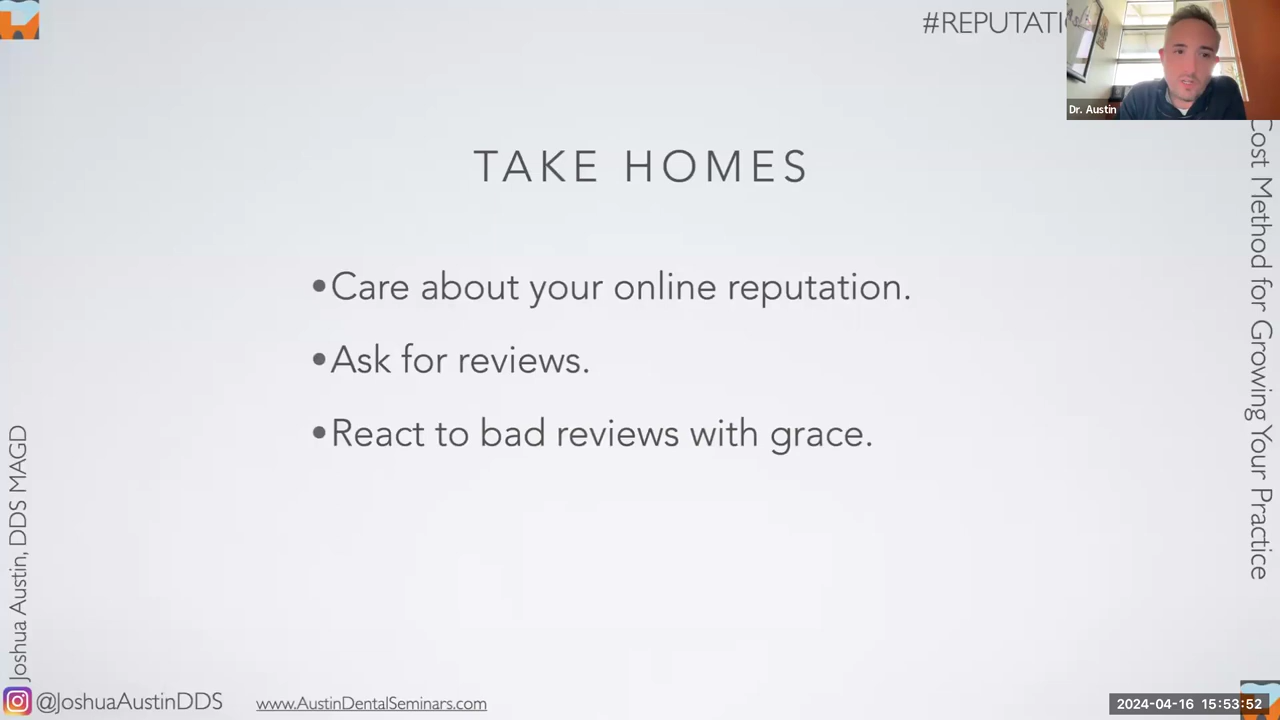 #REPUTATI
Dr. Austin
TAKE HOMES
•Care about your online reputation.
•Ask for reviews.
•React to bad reviews with grace.
Cost Method for Growing Your Practice
Joshua Austin, DDS MAGD
@JoshuaAustinDDS
www.AustinDentalSeminars.com
2024-04-16 15:53:52